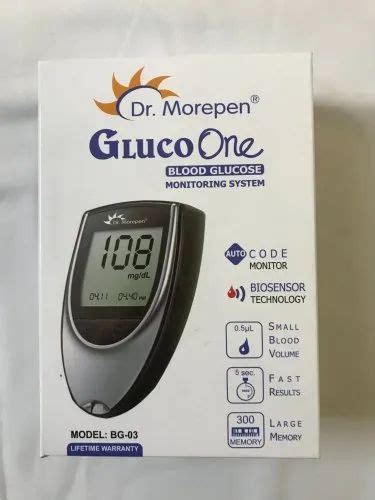 Dr. Morepen®
GLUCO One
BLOOD GLUCOSE
MONITORING SYSTEM
Dr. Morepen®
108
mg/dL
04.11 04:40 PM
AUTO CODE
MONITOR
BIOSENSOR
TECHNOLOGY
0.5µL SMALL
BLOOD
VOLUME
5 sec. FAST
RESULTS
300 MEMORY LARGE
MEMORY
MODEL: BG-03
LIFETIME WARRANTY